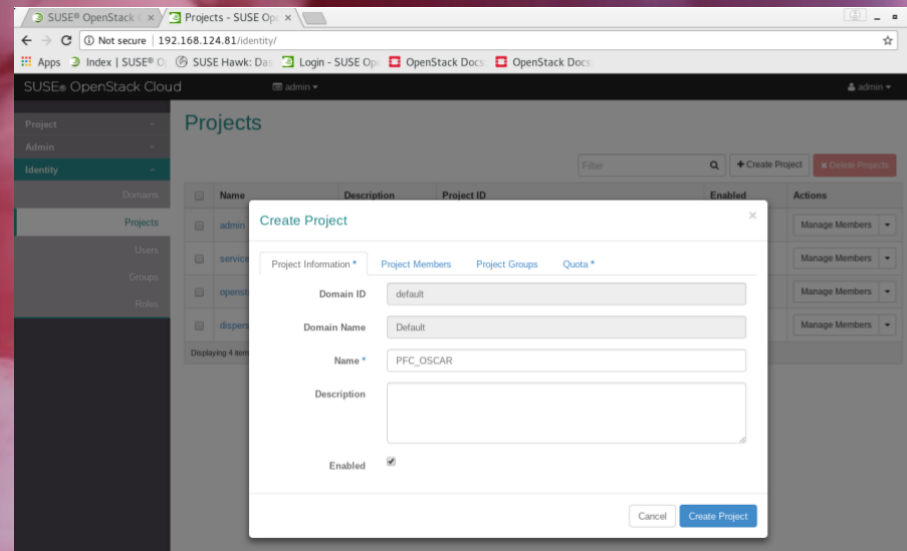 SUSE® OpenStack C
Projects - SUSE Ope
Not secure | 192.168.124.81/identity/
Apps Index | SUSE® O SUSE Hawk: Das Login - SUSE Ope OpenStack Docs: OpenStack Docs:
SUSE® OpenStack Cloud admin admin
Project
Admin
Identity
Domains
Projects
Users
Groups
Roles
Projects
Filter + Create Project × Delete Projects
Name Description Project ID Enabled Actions
admin Manage Members
service Manage Members
openst Manage Members
dispers Manage Members
Displaying 4 item
Create Project ×
Project Information * Project Members Project Groups Quota *
Domain ID default
Domain Name Default
Name * PFC_OSCAR
Description
Enabled
Cancel Create Project